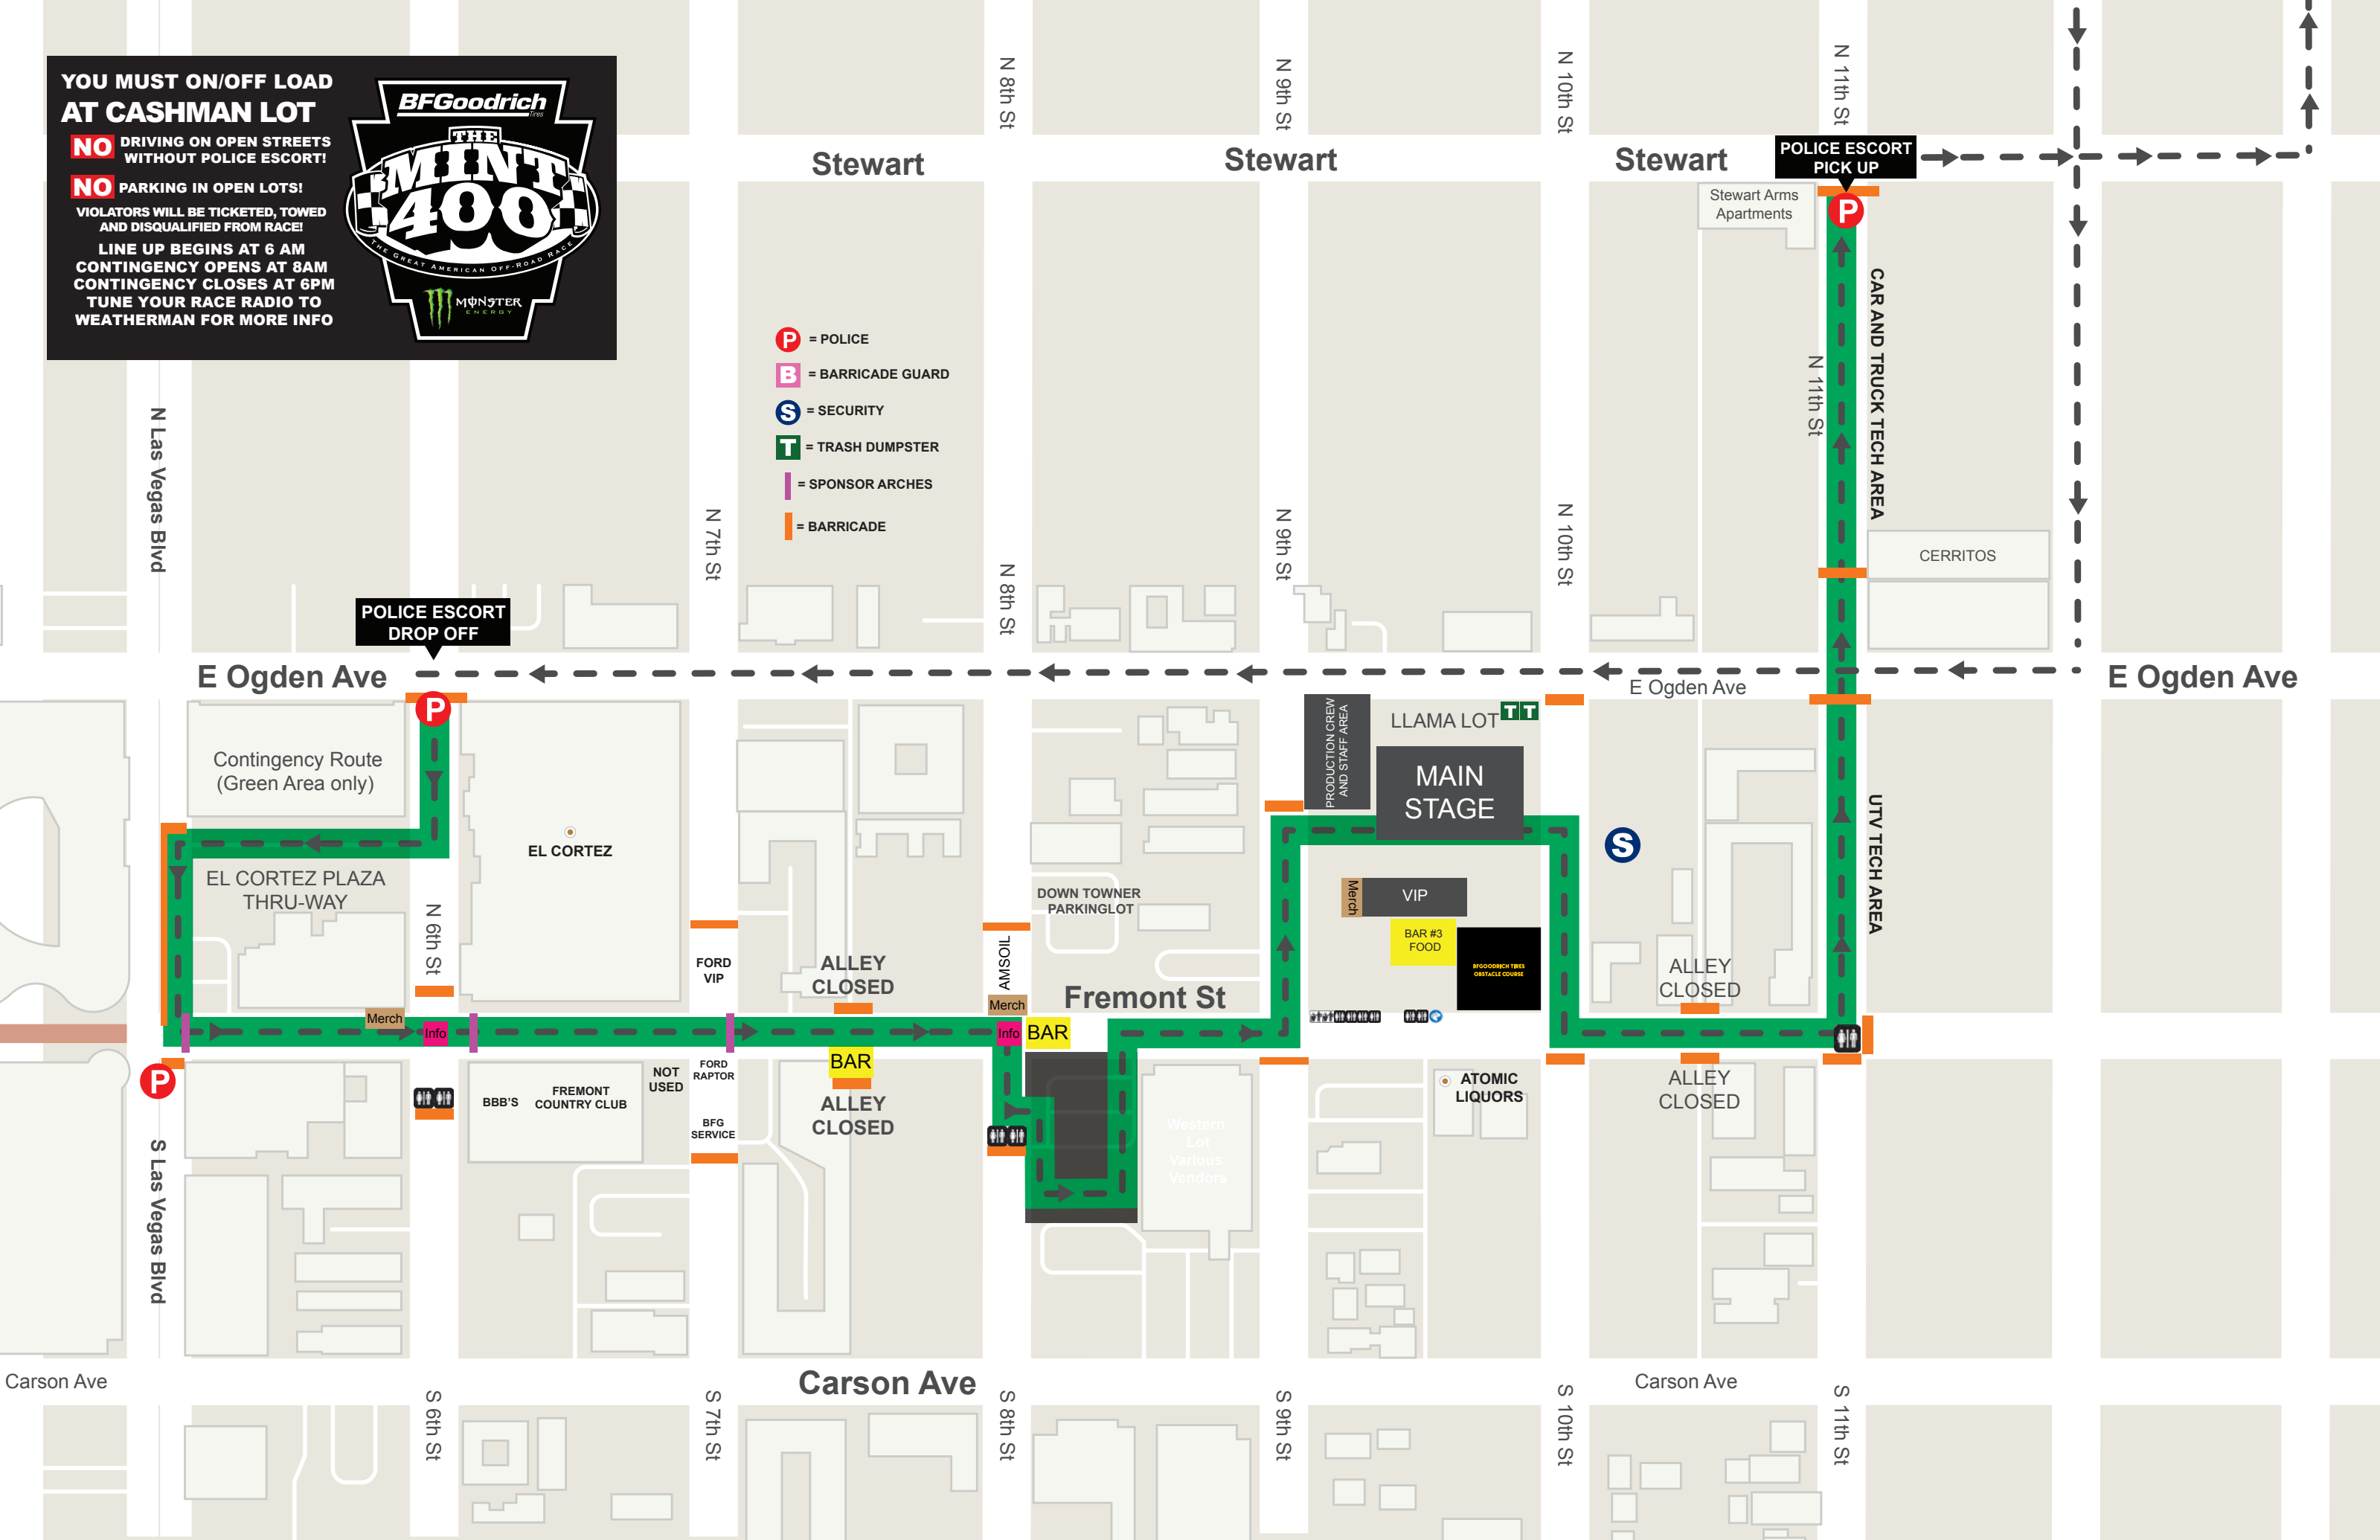 YOU MUST ON/OFF LOAD
AT CASHMAN LOT
NO DRIVING ON OPEN STREETS
WITHOUT POLICE ESCORT!
NO PARKING IN OPEN LOTS!
VIOLATORS WILL BE TICKETED, TOWED
AND DISQUALIFIED FROM RACE!
LINE UP BEGINS AT 6 AM
CONTINGENCY OPENS AT 8AM
CONTINGENCY CLOSES AT 6PM
TUNE YOUR RACE RADIO TO
WEATHERMAN FOR MORE INFO
BFGoodrich
Tires
THE
MINT
400
THE GREAT AMERICAN OFF-ROAD RACE
MONSTER
ENERGY
N 8th St
N 9th St
N 10th St
N 11th St
Stewart
Stewart
Stewart
POLICE ESCORT
PICK UP
Stewart Arms
Apartments
P
P = POLICE
B = BARRICADE GUARD
S = SECURITY
T = TRASH DUMPSTER
= SPONSOR ARCHES
= BARRICADE
N Las Vegas Blvd
N 7th St
N 8th St
N 9th St
N 10th St
N 11th St
CAR AND TRUCK TECH AREA
CERRITOS
POLICE ESCORT
DROP OFF
E Ogden Ave
E Ogden Ave
E Ogden Ave
P
Contingency Route
(Green Area only)
EL CORTEZ
EL CORTEZ PLAZA
THRU-WAY
N 6th St
PRODUCTION CREW
AND STAFF AREA
LLAMA LOT
T T
MAIN
STAGE
S
UTV TECH AREA
DOWN TOWNER
PARKINGLOT
Merch
VIP
BAR #3
FOOD
BFGOODRICH TIRES
OBSTACLE COURSE
FORD
VIP
ALLEY
CLOSED
AMSOIL
Merch
Fremont St
ALLEY
CLOSED
Merch
Info
Info
BAR
BAR
P
NOT
USED
FORD
RAPTOR
BBB'S
FREMONT
COUNTRY CLUB
BFG
SERVICE
ALLEY
CLOSED
Western
Lot
Various
Vendors
ATOMIC
LIQUORS
ALLEY
CLOSED
S Las Vegas Blvd
Carson Ave
Carson Ave
Carson Ave
S 6th St
S 7th St
S 8th St
S 9th St
S 10th St
S 11th St